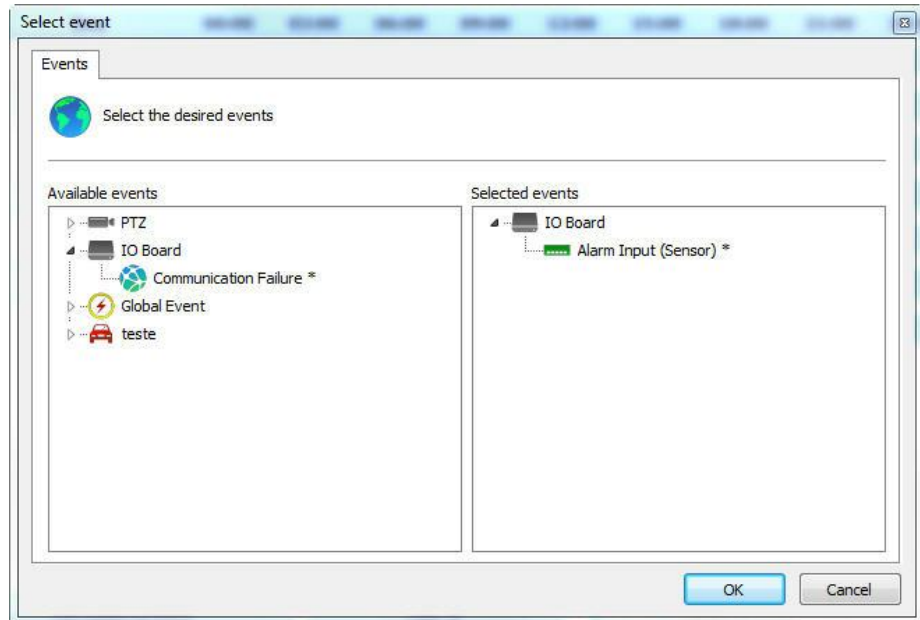 Select event
Events
Select the desired events
Available events
PTZ
IO Board
Communication Failure *
Global Event
teste
Selected events
IO Board
Alarm Input (Sensor) *
OK
Cancel